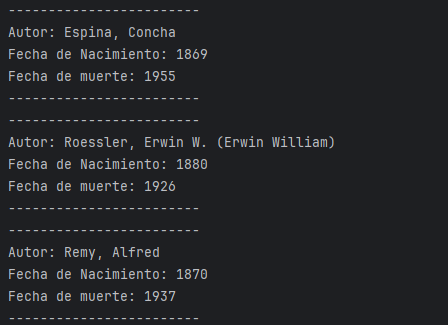 ------------------------
Autor: Espina, Concha
Fecha de Nacimiento: 1869
Fecha de muerte: 1955
------------------------
------------------------
Autor: Roessler, Erwin W. (Erwin William)
Fecha de Nacimiento: 1880
Fecha de muerte: 1926
------------------------
------------------------
Autor: Remy, Alfred
Fecha de Nacimiento: 1870
Fecha de muerte: 1937
------------------------